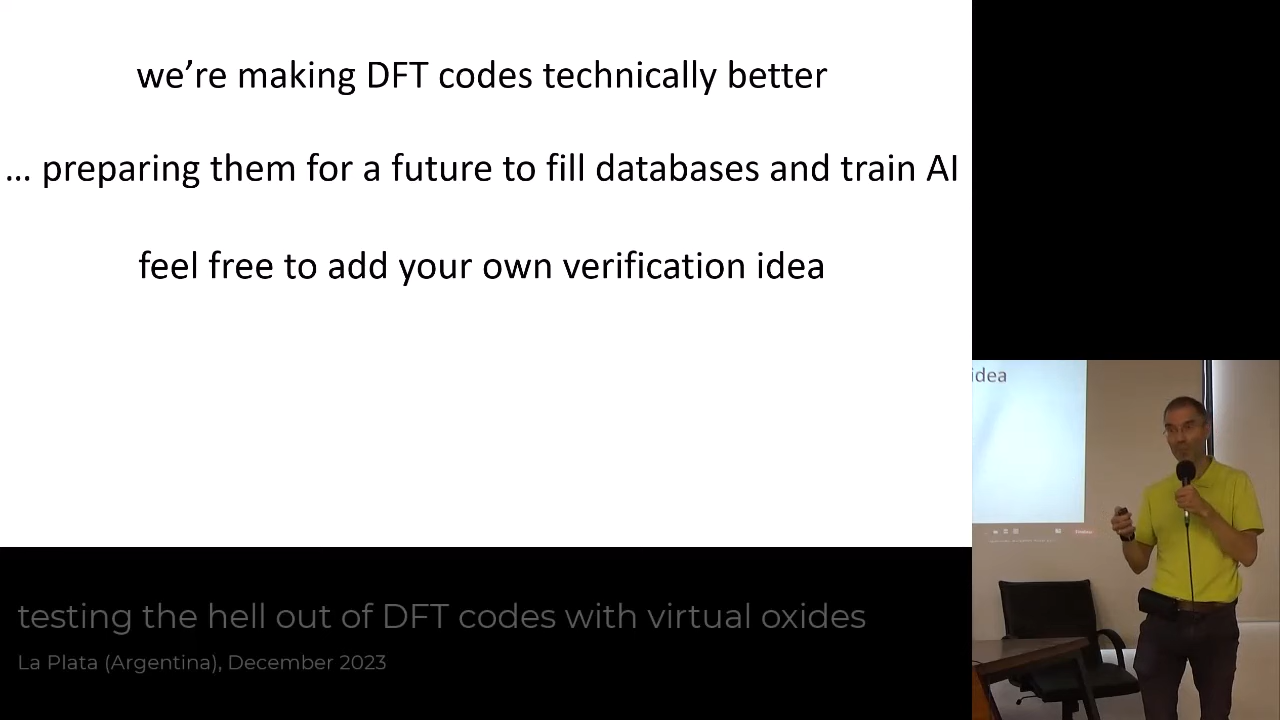 we're making DFT codes technically better
... preparing them for a future to fill databases and train AI
feel free to add your own verification idea
idea
testing the hell out of DFT codes with virtual oxides
La Plata (Argentina), December 2023